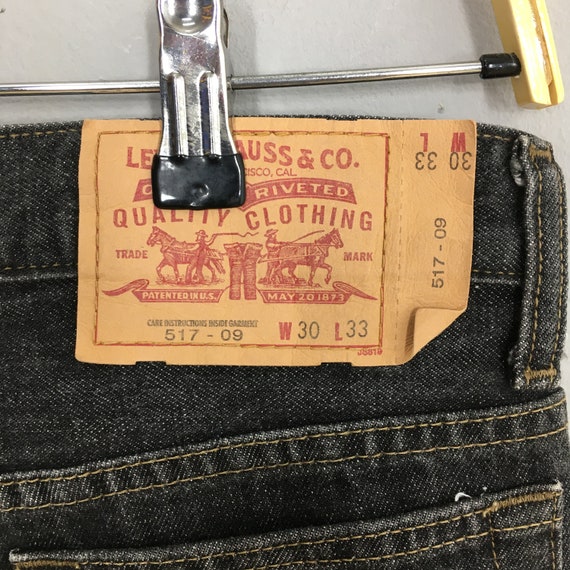 LE AUSS & CO.
CISCO, CAL.
RIVETED
QUALITY CLOTHING
TRADE MARK
PATENTED IN U.S. MAY 20 1873
CARE INSTRUCTIONS INSIDE GARMENT
517 - 09 W 30 L 33
W L
30 33
517 - 09